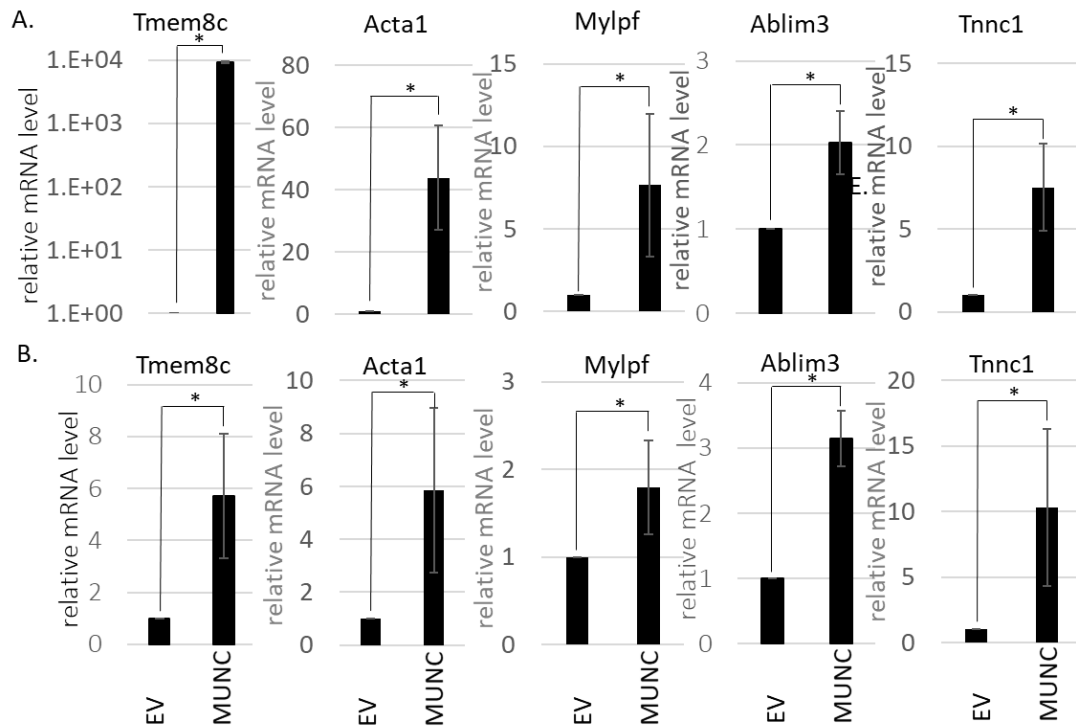 A.
Tmem8c
Acta1
Mylpf
Ablim3
Tnnc1
relative mRNA level
1.E+04
1.E+03
1.E+02
1.E+01
1.E+00
*
relative mRNA level
80
60
40
20
0
*
relative mRNA level
15
10
5
0
*
relative mRNA level
3
2
1
0
*
E.
relative mRNA level
15
10
5
0
*
B.
Tmem8c
Acta1
Mylpf
Ablim3
Tnnc1
relative mRNA level
10
8
6
4
2
0
*
EV
MUNC
relative mRNA level
10
8
6
4
2
0
*
EV
MUNC
relative mRNA level
3
2
1
0
*
EV
MUNC
relative mRNA level
4
3
2
1
0
*
EV
MUNC
relative mRNA level
20
15
10
5
0
*
EV
MUNC